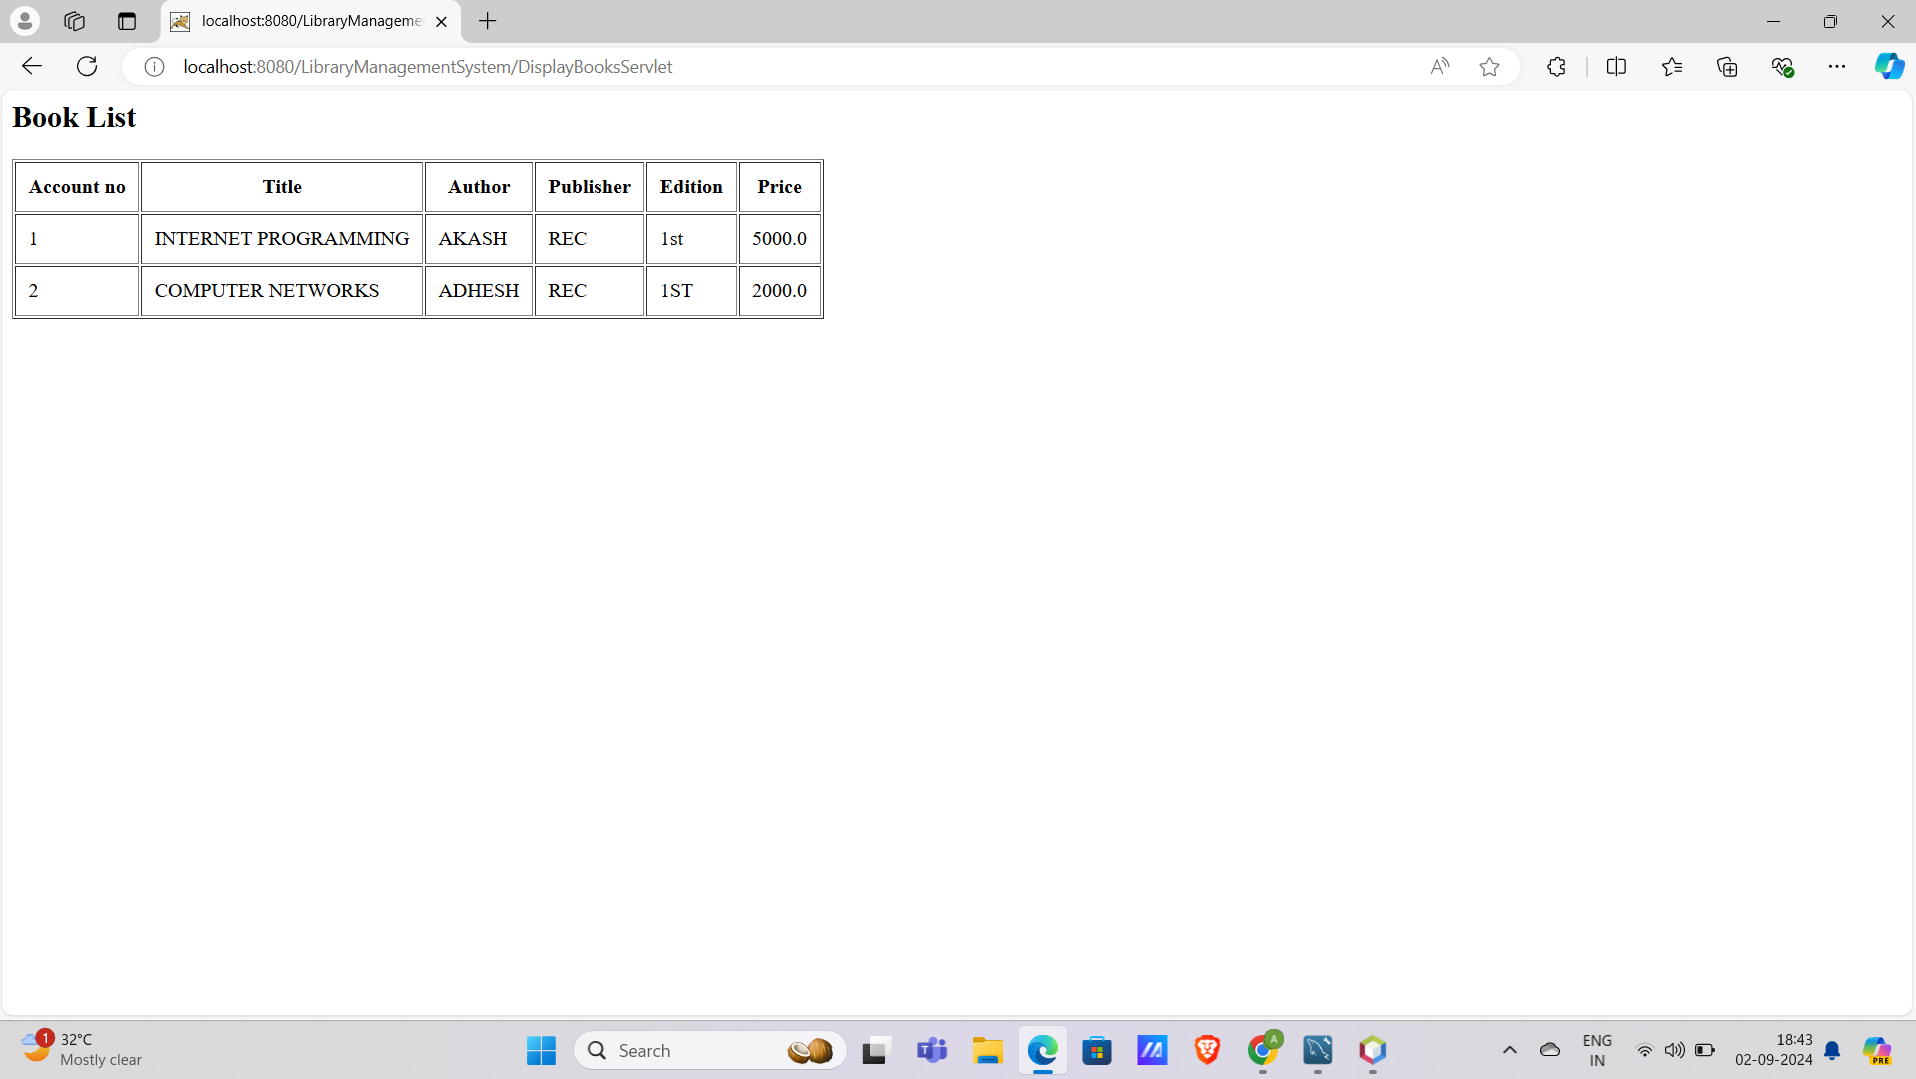 localhost:8080/LibraryManageme
localhost:8080/LibraryManagementSystem/DisplayBooksServlet
Book List
Account no Title Author Publisher Edition Price
1 INTERNET PROGRAMMING AKASH REC 1st 5000.0
2 COMPUTER NETWORKS ADHESH REC 1ST 2000.0
1
32°C
Mostly clear
Search
A
ENG
IN
18:43
02-09-2024
PRE